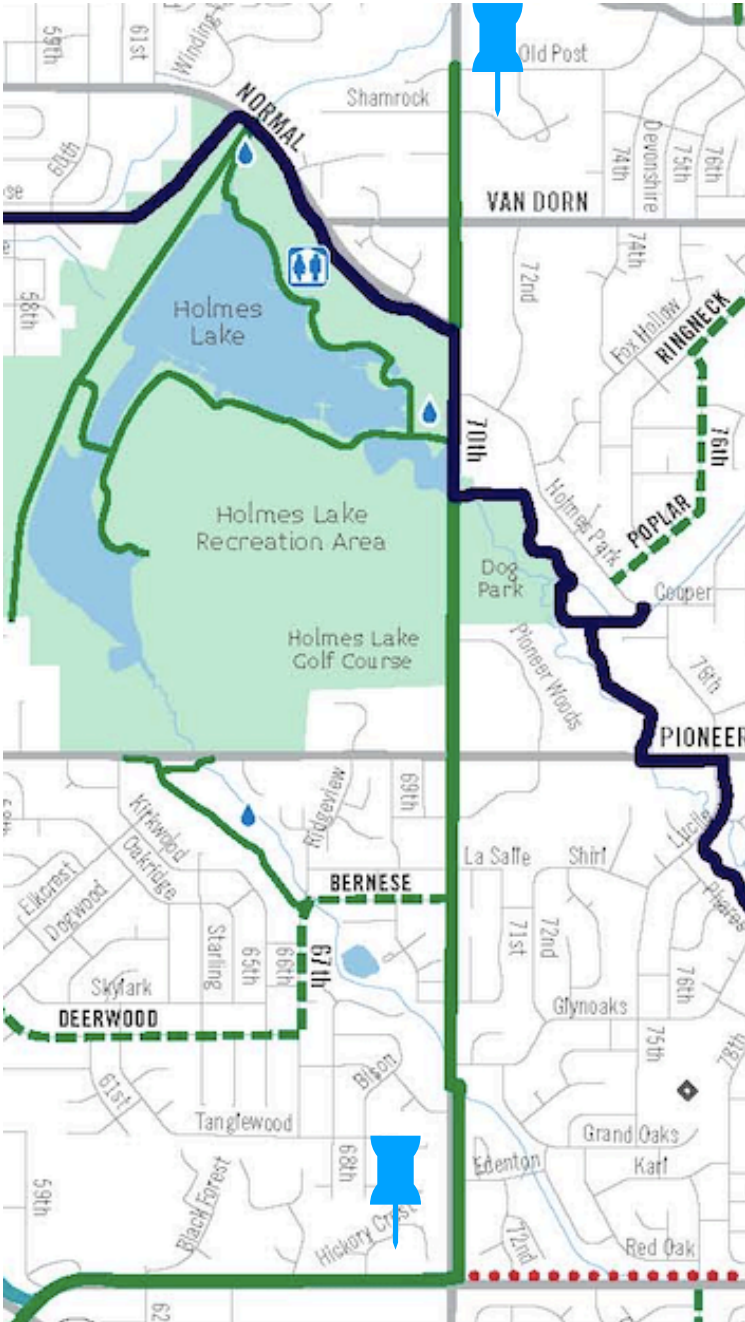 59th
61st
Old Post
NORMAL
Shamrock
60th
74th
Devonshire
75th
76th
VAN DORN
58th
72nd
74th
Holmes
Lake
Fox Hollow
RINGNECK
70th
76th
Holmes Lake
Recreation Area
Holmes Park
POPLAR
Dog
Park
Cooper
Holmes Lake
Golf Course
Pioneer Woods
76th
PIONEER
Kirkwood
Oakridge
Ridgeview
69th
Lucile
Elkcrest
Dogwood
La Salle
Shirl
BERNESE
Phares
Starling
65th
66th
67th
71st
72nd
76th
Skylark
DEERWOOD
Glynoaks
75th
78th
61st
Bison
Tanglewood
Grand Oaks
68th
Edenton
Karl
59th
Black Forest
Hickory Crest
72nd
Red Oak
62